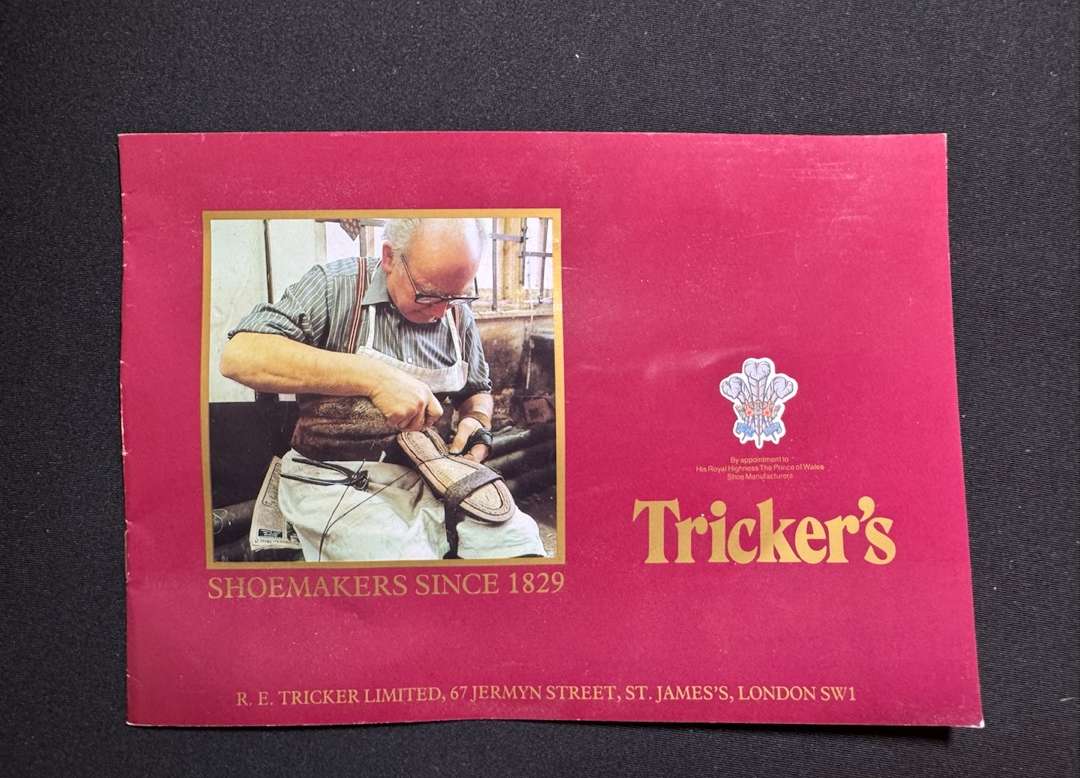 SHOEMAKERS SINCE 1829
By appointment to
His Royal Highness The Prince of Wales
Shoe Manufacturers
Tricker's
R. E. TRICKER LIMITED, 67 JERMYN STREET, ST. JAMES'S, LONDON SW1